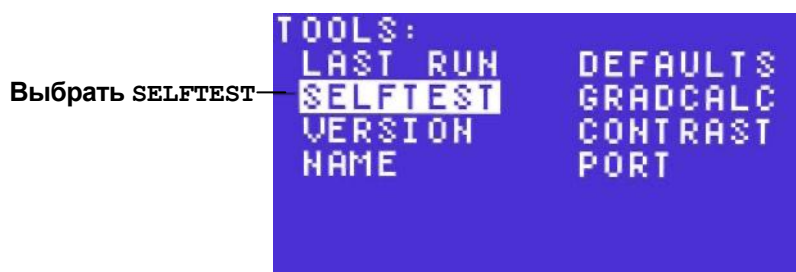 TOOLS:
LAST RUN DEFAULTS
Выбрать SELFTEST SELFTEST GRADCALC
VERSION CONTRAST
NAME PORT